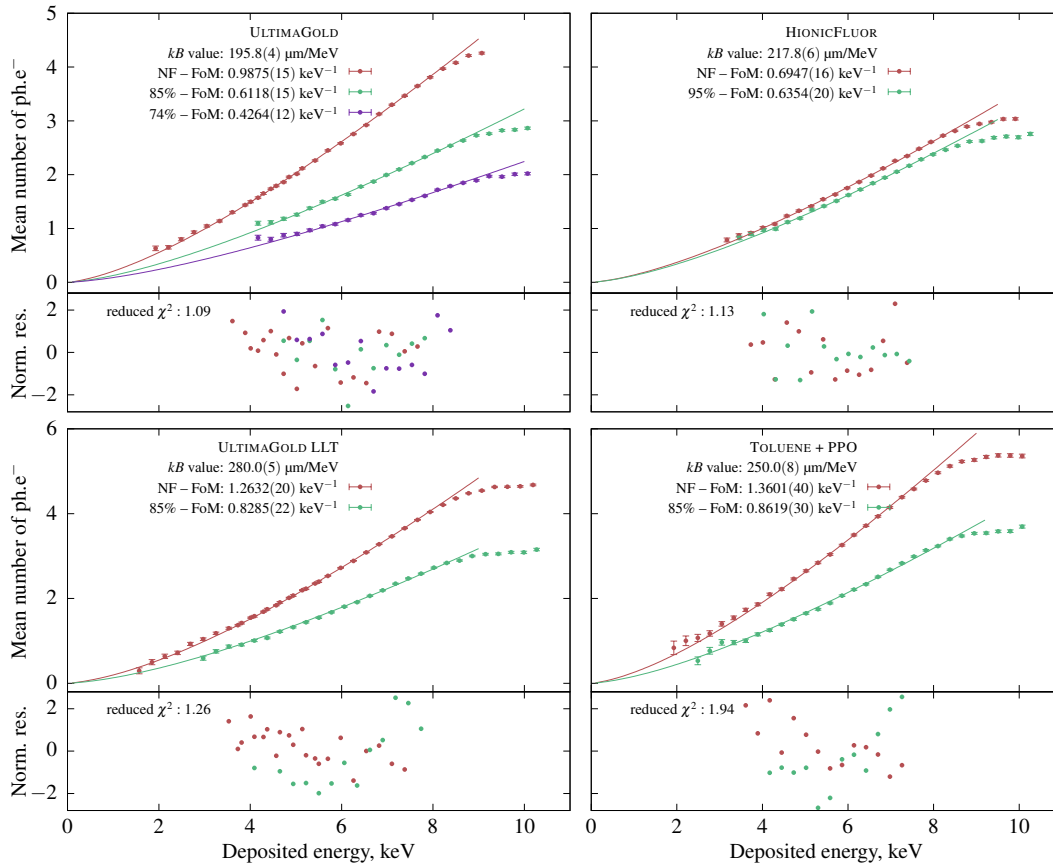 ULTIMAGOLD
kB value: 195.8(4) µm/MeV
NF – FoM: 0.9875(15) keV⁻¹
85% – FoM: 0.6118(15) keV⁻¹
74% – FoM: 0.4264(12) keV⁻¹
Mean number of ph.e⁻
5
4
3
2
1
0
HIONICFLUOR
kB value: 217.8(6) µm/MeV
NF – FoM: 0.6947(16) keV⁻¹
95% – FoM: 0.6354(20) keV⁻¹
Norm. res.
2
0
−2
reduced χ² : 1.09
reduced χ² : 1.13
ULTIMAGOLD LLT
kB value: 280.0(5) µm/MeV
NF – FoM: 1.2632(20) keV⁻¹
85% – FoM: 0.8285(22) keV⁻¹
Mean number of ph.e⁻
6
4
2
0
TOLUENE + PPO
kB value: 250.0(8) µm/MeV
NF – FoM: 1.3601(40) keV⁻¹
85% – FoM: 0.8619(30) keV⁻¹
Norm. res.
2
0
−2
reduced χ² : 1.26
reduced χ² : 1.94
0 2 4 6 8 10
0 2 4 6 8 10
Deposited energy, keV
Deposited energy, keV